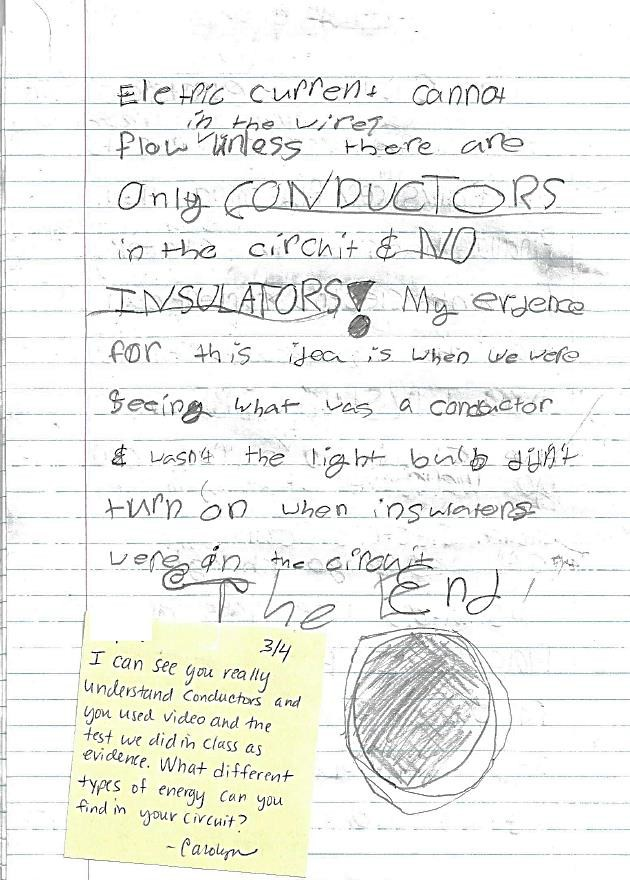 Eletric current cannot
in the wire?
flow unless there are
Only CONDUCTORS
in the circuit & NO
INSULATORS! My evdence
for this idea is when we were
seeing what was a conductor
& wasn't the light bulb didn't
turn on when insulaters
were in the circuit
The End
3/4
I can see you really
understand conductors and
you used video and the
test we did in class as
evidence. What different
types of energy can you
find in your circuit?
- Carolyn